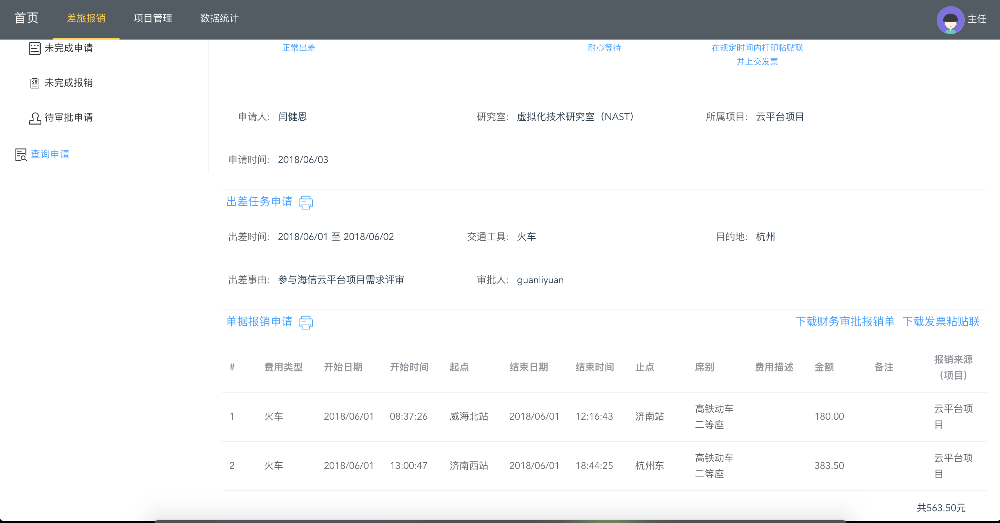 首页 差旅报销 项目管理 数据统计 主任
未完成申请
未完成报销
待审批申请
查询申请
正常出差 耐心等待 在规定时间内打印粘贴联
并上交发票
申请人: 闫健恩 研究室: 虚拟化技术研究室（NAST） 所属项目: 云平台项目
申请时间: 2018/06/03
出差任务申请
出差时间: 2018/06/01 至 2018/06/02 交通工具: 火车 目的地: 杭州
出差事由: 参与海信云平台项目需求评审 审批人: guanliyuan
单据报销申请 下载财务审批报销单 下载发票粘贴联
# 费用类型 开始日期 开始时间 起点 结束日期 结束时间 止点 席别 费用描述 金额 备注 报销来源
（项目）
1 火车 2018/06/01 08:37:26 威海北站 2018/06/01 12:16:43 济南站 高铁动车 180.00 云平台项
二等座 目
2 火车 2018/06/01 13:00:47 济南西站 2018/06/01 18:44:25 杭州东 高铁动车 383.50 云平台项
二等座 目
共563.50元